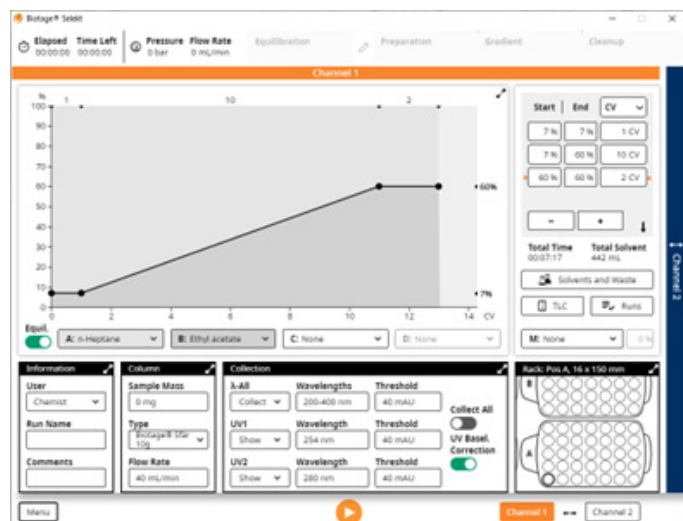 Biotage® Selekt
Elapsed Time Left Pressure Flow Rate Equilibration Preparation Gradient Cleanup
00:00:00 00:00:00 0 bar 0 mL/min
Channel 1
% 1 10 2
100
90
80
70
60 60%
50
40
30
20
10 7%
0
0 2 4 6 8 10 12 14 CV
Start | End CV
7 % 7 % 1 CV
7 % 60 % 10 CV
60 % 60 % 2 CV
- +
Total Time Total Solvent
00:07:17 442 mL
Solvents and Waste
TLC Runs
Equil.
A: n-Heptane B: Ethyl acetate C: None D: None M: None 0 %
Channel 2
Information Column Collection Rack: Pos A, 16 x 150 mm
User Sample Mass λ-All Wavelengths Threshold
Chemist 0 mg Collect 200-400 nm 40 mAU
Collect All
Run Name Type UV1 Wavelength Threshold
Biotage® Sfär 10g Show 254 nm 40 mAU
UV Basel. Correction
Comments Flow Rate UV2 Wavelength Threshold
40 mL/min Show 280 nm 40 mAU
B
A
Menu Channel 1 Channel 2